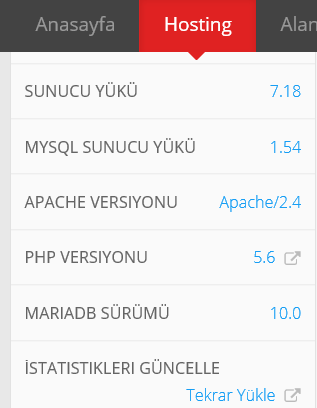 Anasayfa Hosting Alan
SUNUCU YÜKÜ 7.18
MYSQL SUNUCU YÜKÜ 1.54
APACHE VERSIYONU Apache/2.4
PHP VERSIYONU 5.6
MARIADB SÜRÜMÜ 10.0
İSTATISTIKLERI GÜNCELLE
Tekrar Yükle